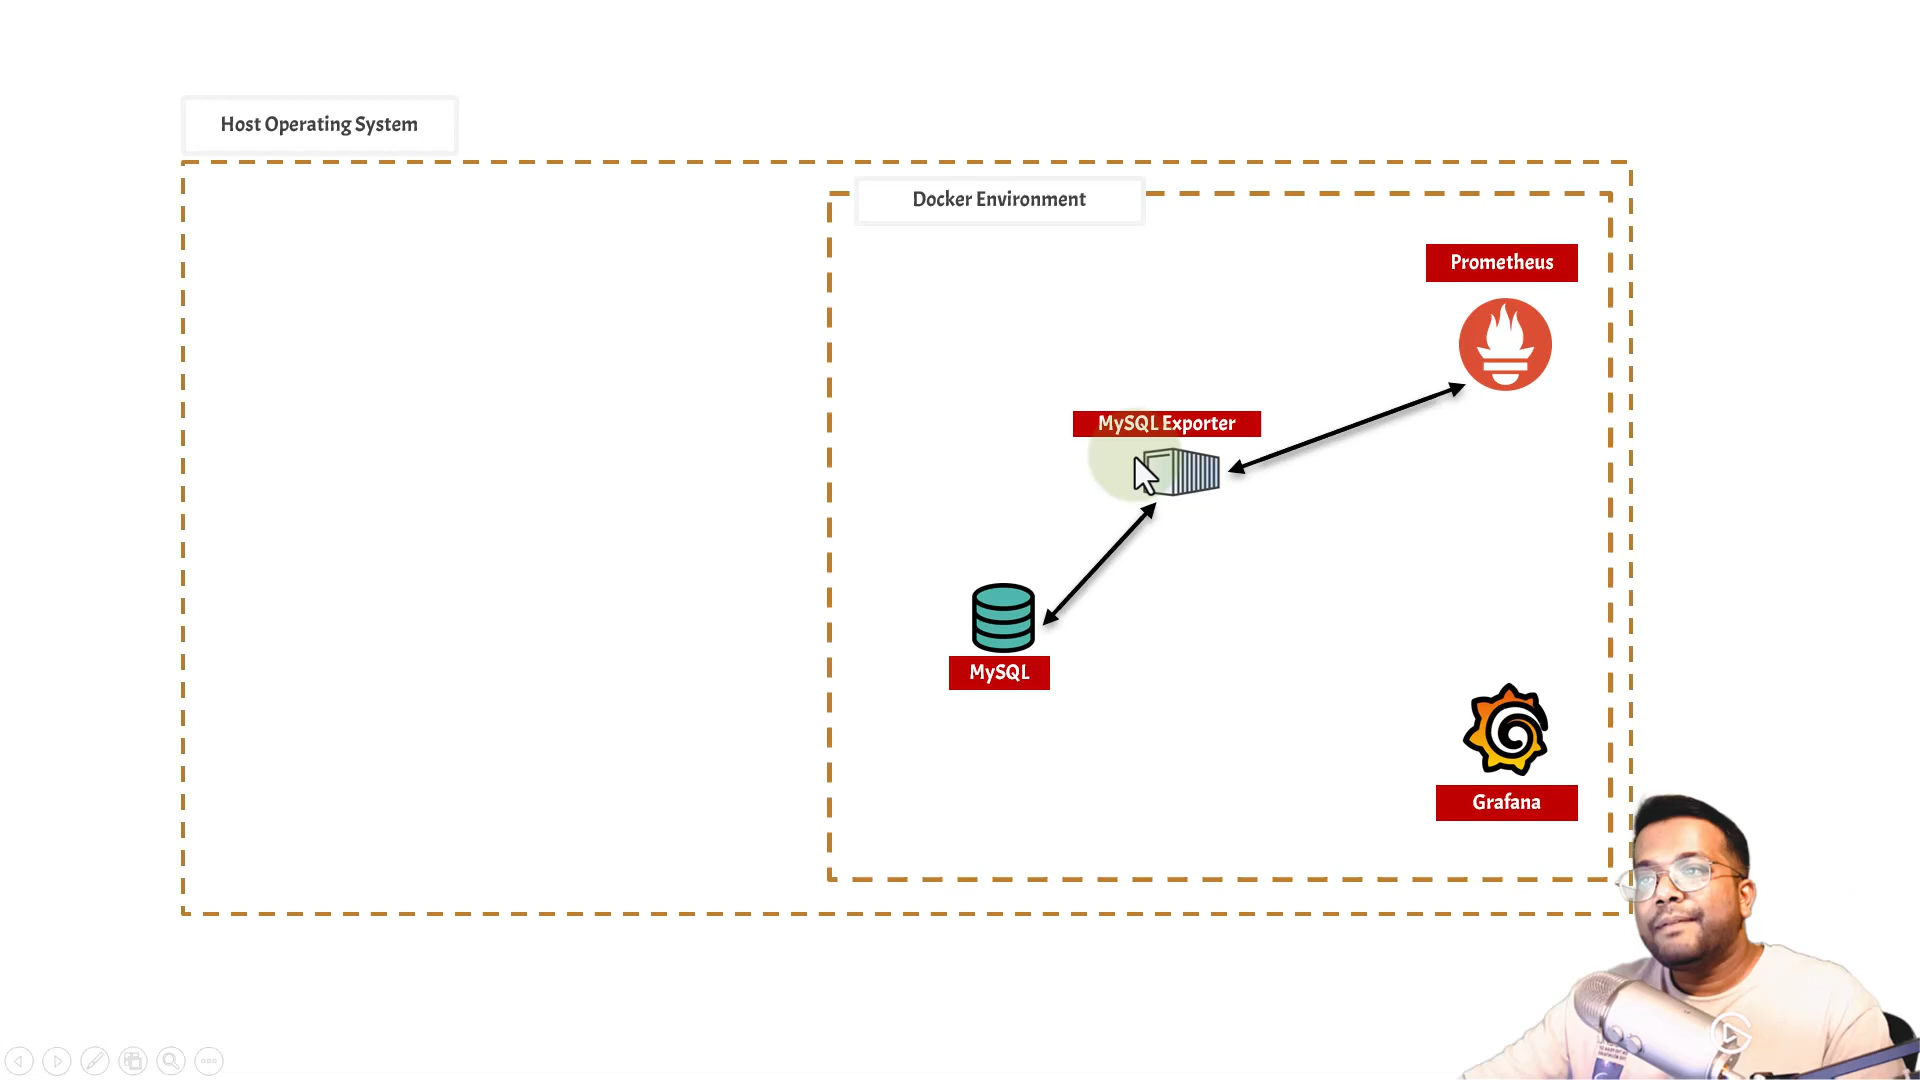 Host Operating System
Docker Environment
Prometheus
MySQL Exporter
MySQL
Grafana